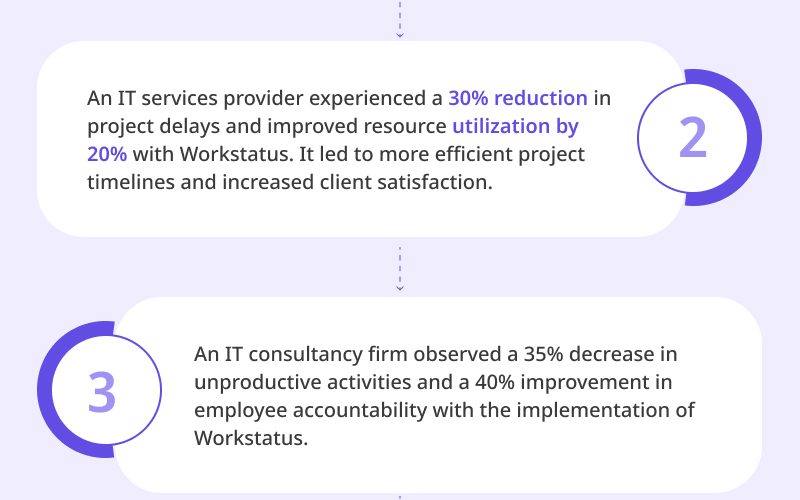 An IT services provider experienced a 30% reduction in
project delays and improved resource utilization by
20% with Workstatus. It led to more efficient project
timelines and increased client satisfaction.
2
3
An IT consultancy firm observed a 35% decrease in
unproductive activities and a 40% improvement in
employee accountability with the implementation of
Workstatus.